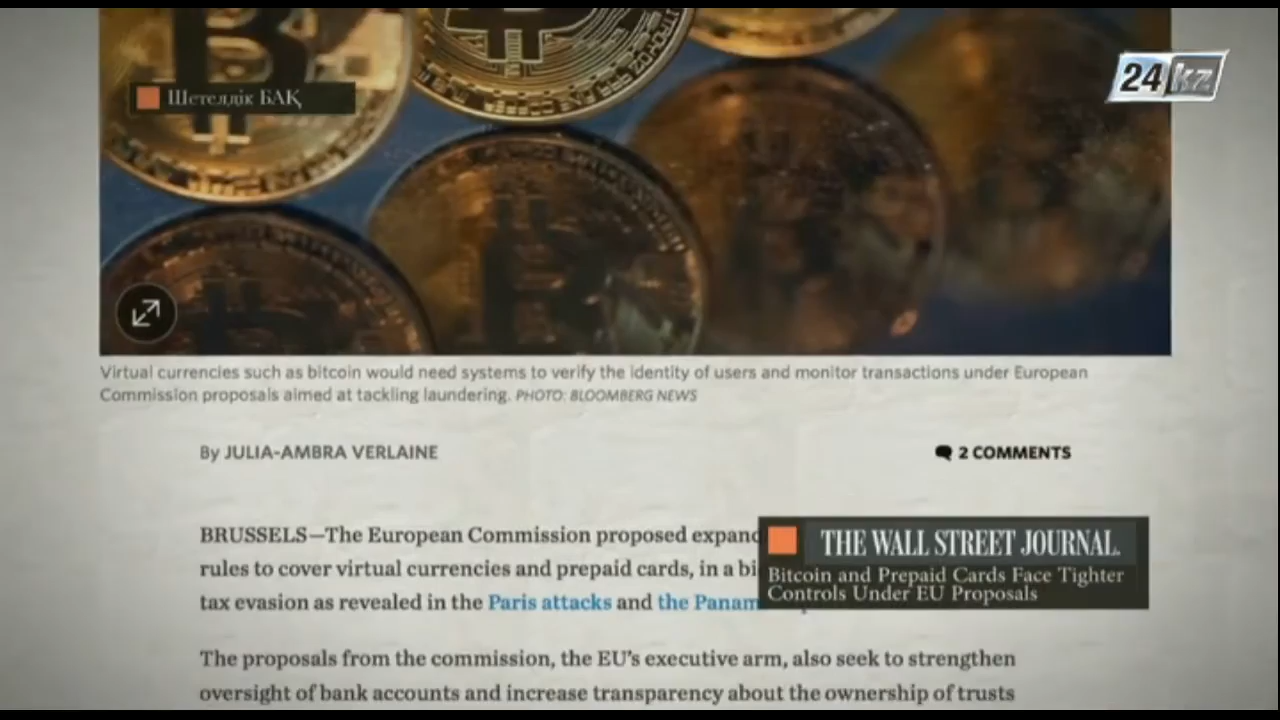 24 kz
Шетелдік БАҚ
Virtual currencies such as bitcoin would need systems to verify the identity of users and monitor transactions under European
Commission proposals aimed at tackling laundering. PHOTO: BLOOMBERG NEWS
By JULIA-AMBRA VERLAINE
2 COMMENTS
BRUSSELS—The European Commission proposed expand
rules to cover virtual currencies and prepaid cards, in a bi
tax evasion as revealed in the Paris attacks and the Panam
THE WALL STREET JOURNAL.
Bitcoin and Prepaid Cards Face Tighter
Controls Under EU Proposals
The proposals from the commission, the EU's executive arm, also seek to strengthen
oversight of bank accounts and increase transparency about the ownership of trusts